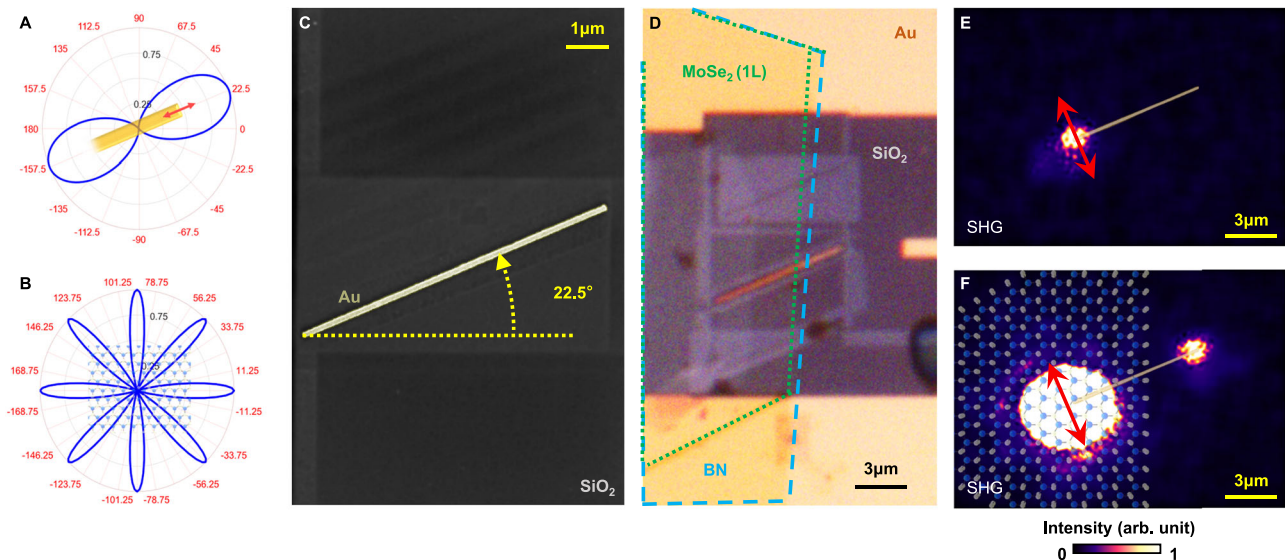 A
90
112.5
67.5
135
0.75
45
157.5
22.5
0.25
180
0
-157.5
-22.5
-135
-45
-112.5
-67.5
-90
B
101.25
78.75
123.75
0.75
56.25
146.25
33.75
168.75
0.25
11.25
-168.75
-11.25
-146.25
-33.75
-123.75
-56.25
-101.25
-78.75
C
1μm
Au
22.5°
SiO2
D
Au
MoSe2 (1L)
SiO2
BN
3μm
E
SHG
3μm
F
SHG
3μm
Intensity (arb. unit)
0
1